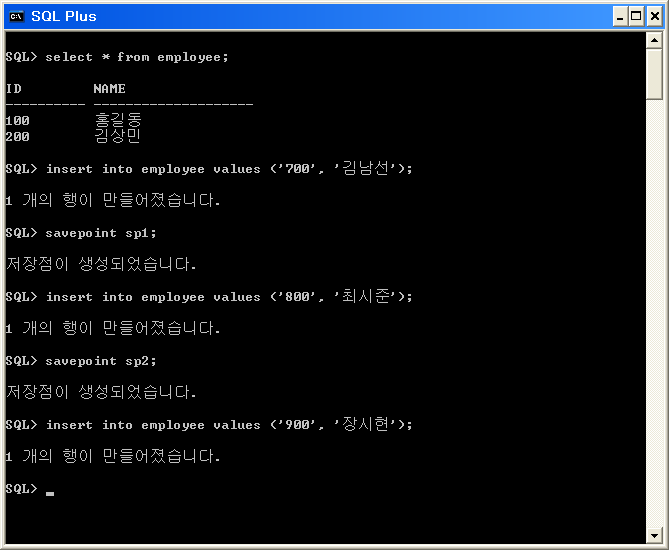 SQL Plus
SQL> select * from employee;
ID         NAME
---------- --------------------
100        홍길동
200        김상민
SQL> insert into employee values ('700', '김남선');
1 개의 행이 만들어졌습니다.
SQL> savepoint sp1;
저장점이 생성되었습니다.
SQL> insert into employee values ('800', '최시준');
1 개의 행이 만들어졌습니다.
SQL> savepoint sp2;
저장점이 생성되었습니다.
SQL> insert into employee values ('900', '장시현');
1 개의 행이 만들어졌습니다.
SQL>